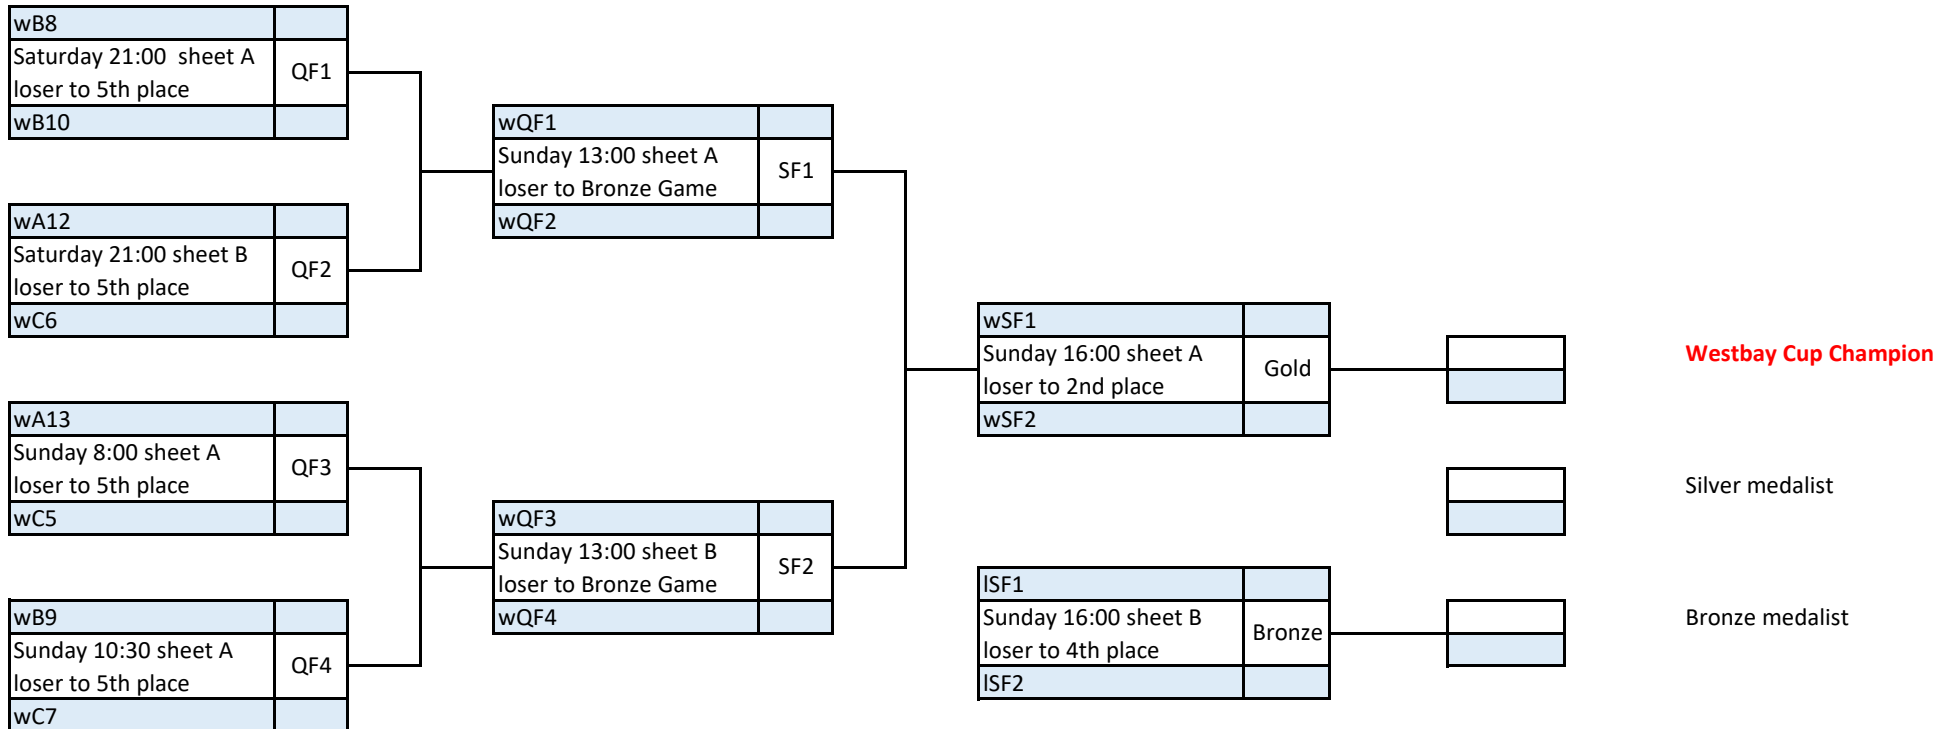 wB8
Saturday 21:00  sheet A
loser to 5th place
QF1
wB10
wA12
Saturday 21:00 sheet B
loser to 5th place
QF2
wC6
wA13
Sunday 8:00 sheet A
loser to 5th place
QF3
wC5
wB9
Sunday 10:30 sheet A
loser to 5th place
QF4
wC7
wQF1
Sunday 13:00 sheet A
loser to Bronze Game
SF1
wQF2
wQF3
Sunday 13:00 sheet B
loser to Bronze Game
SF2
wQF4
wSF1
Sunday 16:00 sheet A
loser to 2nd place
Gold
wSF2
lSF1
Sunday 16:00 sheet B
loser to 4th place
Bronze
lSF2
Westbay Cup Champion
Silver medalist
Bronze medalist